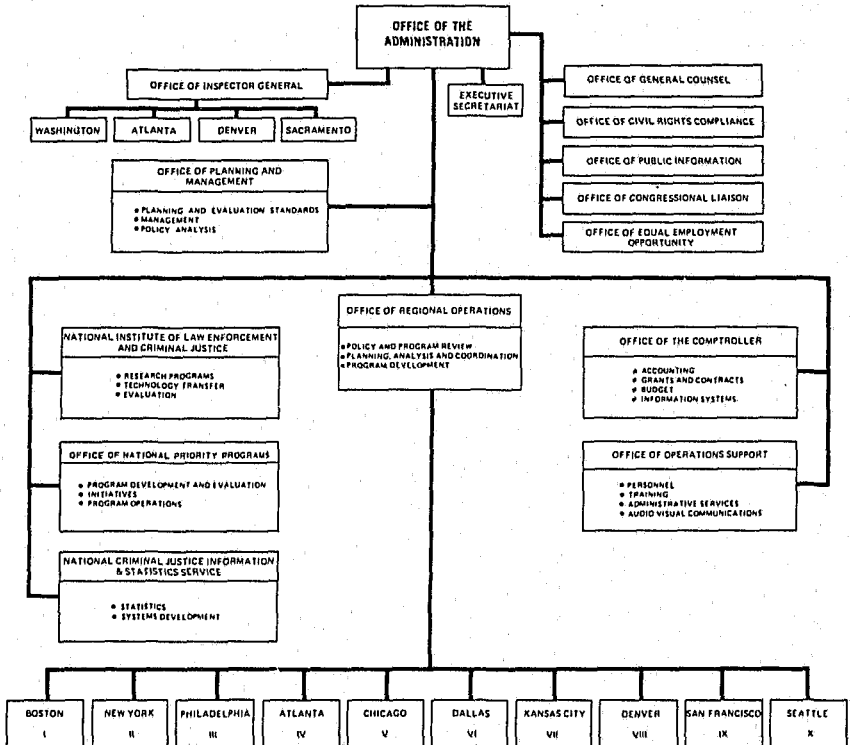 OFFICE OF THE
ADMINISTRATION
OFFICE OF INSPECTOR GENERAL
WASHINGTON
ATLANTA
DENVER
SACRAMENTO
EXECUTIVE
SECRETARIAT
OFFICE OF GENERAL COUNSEL
OFFICE OF CIVIL RIGHTS COMPLIANCE
OFFICE OF PUBLIC INFORMATION
OFFICE OF CONGRESSIONAL LIAISON
OFFICE OF EQUAL EMPLOYMENT
OPPORTUNITY
OFFICE OF PLANNING AND
MANAGEMENT
• PLANNING AND EVALUATION STANDARDS
• MANAGEMENT
• POLICY ANALYSIS
OFFICE OF REGIONAL OPERATIONS
• POLICY AND PROGRAM REVIEW
• PLANNING, ANALYSIS AND COORDINATION
• PROGRAM DEVELOPMENT
NATIONAL INSTITUTE OF LAW ENFORCEMENT
AND CRIMINAL JUSTICE
• RESEARCH PROGRAMS
• TECHNOLOGY TRANSFER
• EVALUATION
OFFICE OF NATIONAL PRIORITY PROGRAMS
• PROGRAM DEVELOPMENT AND EVALUATION
• INITIATIVES
• PROGRAM OPERATIONS
NATIONAL CRIMINAL JUSTICE INFORMATION
& STATISTICS SERVICE
• STATISTICS
• SYSTEMS DEVELOPMENT
OFFICE OF THE COMPTROLLER
• ACCOUNTING
• GRANTS AND CONTRACTS
• BUDGET
• INFORMATION SYSTEMS
OFFICE OF OPERATIONS SUPPORT
• PERSONNEL
• TRAINING
• ADMINISTRATIVE SERVICES
• AUDIO VISUAL COMMUNICATIONS
BOSTON
I
NEW YORK
II
PHILADELPHIA
III
ATLANTA
IV
CHICAGO
V
DALLAS
VI
KANSAS CITY
VII
DENVER
VIII
SAN FRANCISCO
IX
SEATTLE
X